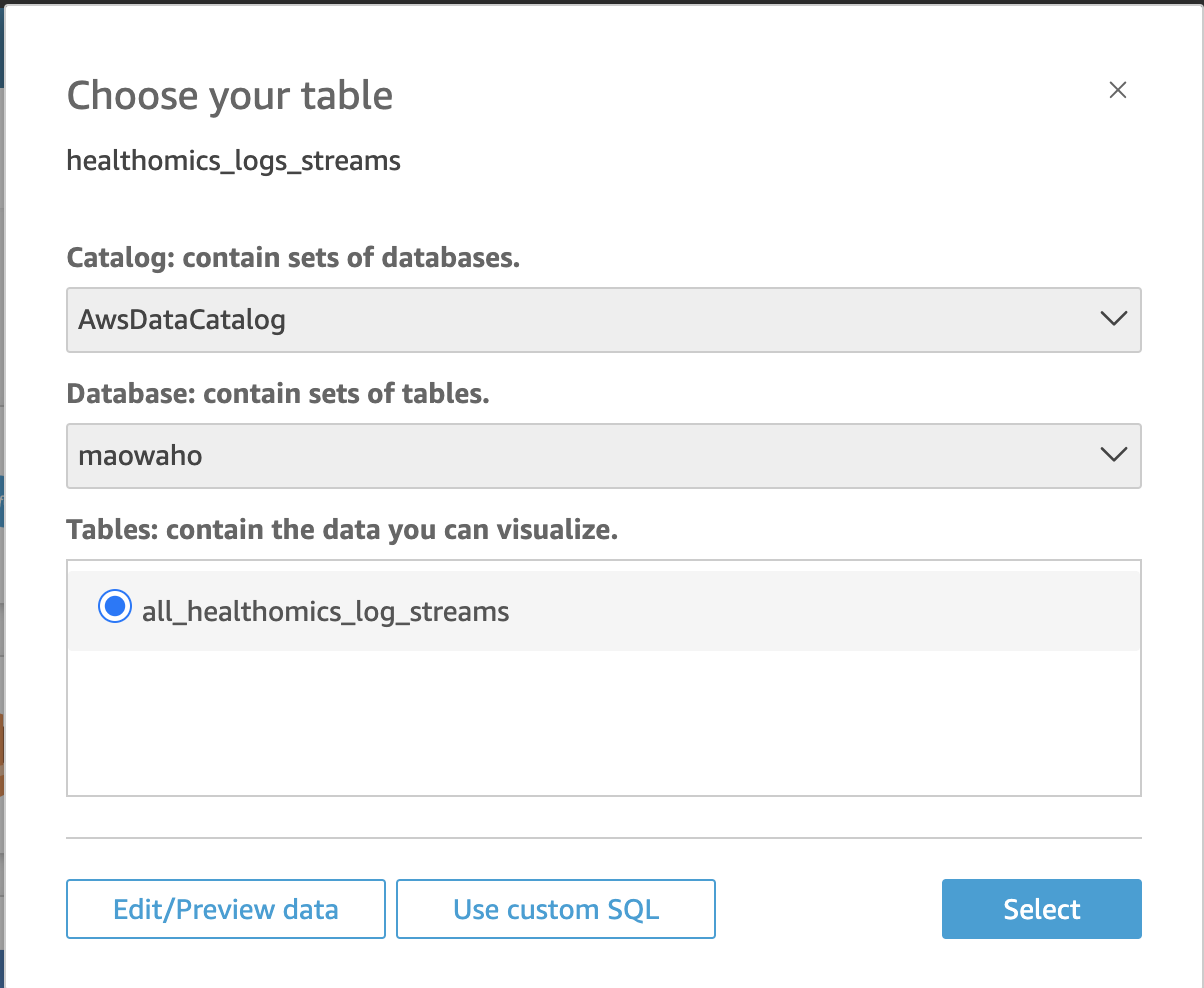 Choose your table
healthomics_logs_streams
Catalog: contain sets of databases.
AwsDataCatalog
Database: contain sets of tables.
maowaho
Tables: contain the data you can visualize.
all_healthomics_log_streams
Edit/Preview data
Use custom SQL
Select